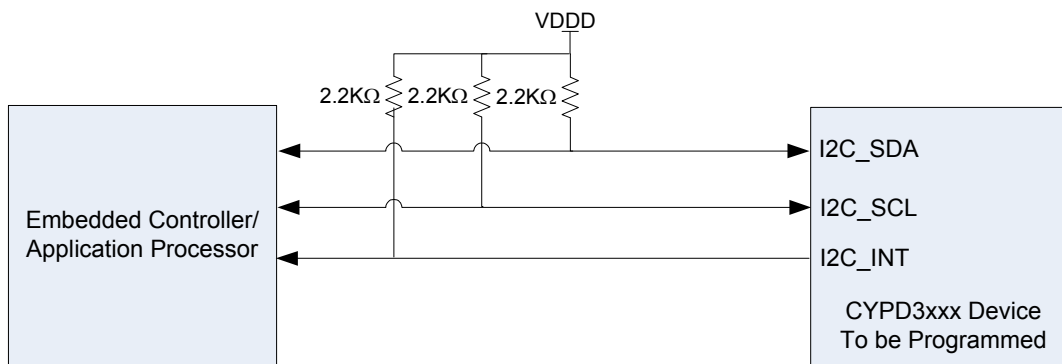 VDDD
2.2KΩ 2.2KΩ 2.2KΩ
I2C_SDA
Embedded Controller/
Application Processor
I2C_SCL
I2C_INT
CYPD3xxx Device
To be Programmed